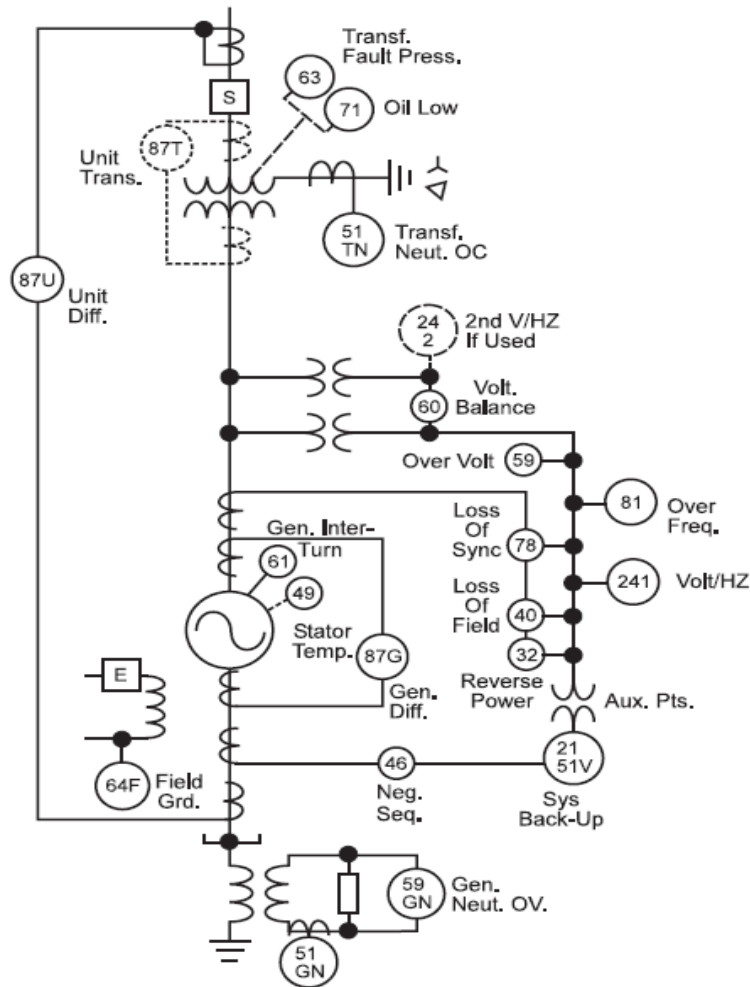 Transf.
Fault Press.
63
71
Oil Low
S
87T
Unit
Trans.
51
TN
Transf.
Neut. OC
87U
Unit
Diff.
24
2
2nd V/HZ
If Used
60
Volt.
Balance
Over Volt
59
81
Over
Freq.
Loss
Of
Sync
78
Gen. Inter-
Turn
61
49
241
Volt/HZ
Loss
Of
Field
40
Stator
Temp.
87G
32
Reverse
Power
E
Gen.
Diff.
Aux. Pts.
64F
Field
Grd.
46
Neg.
Seq.
21
51V
Sys
Back-Up
59
GN
Gen.
Neut. OV.
51
GN